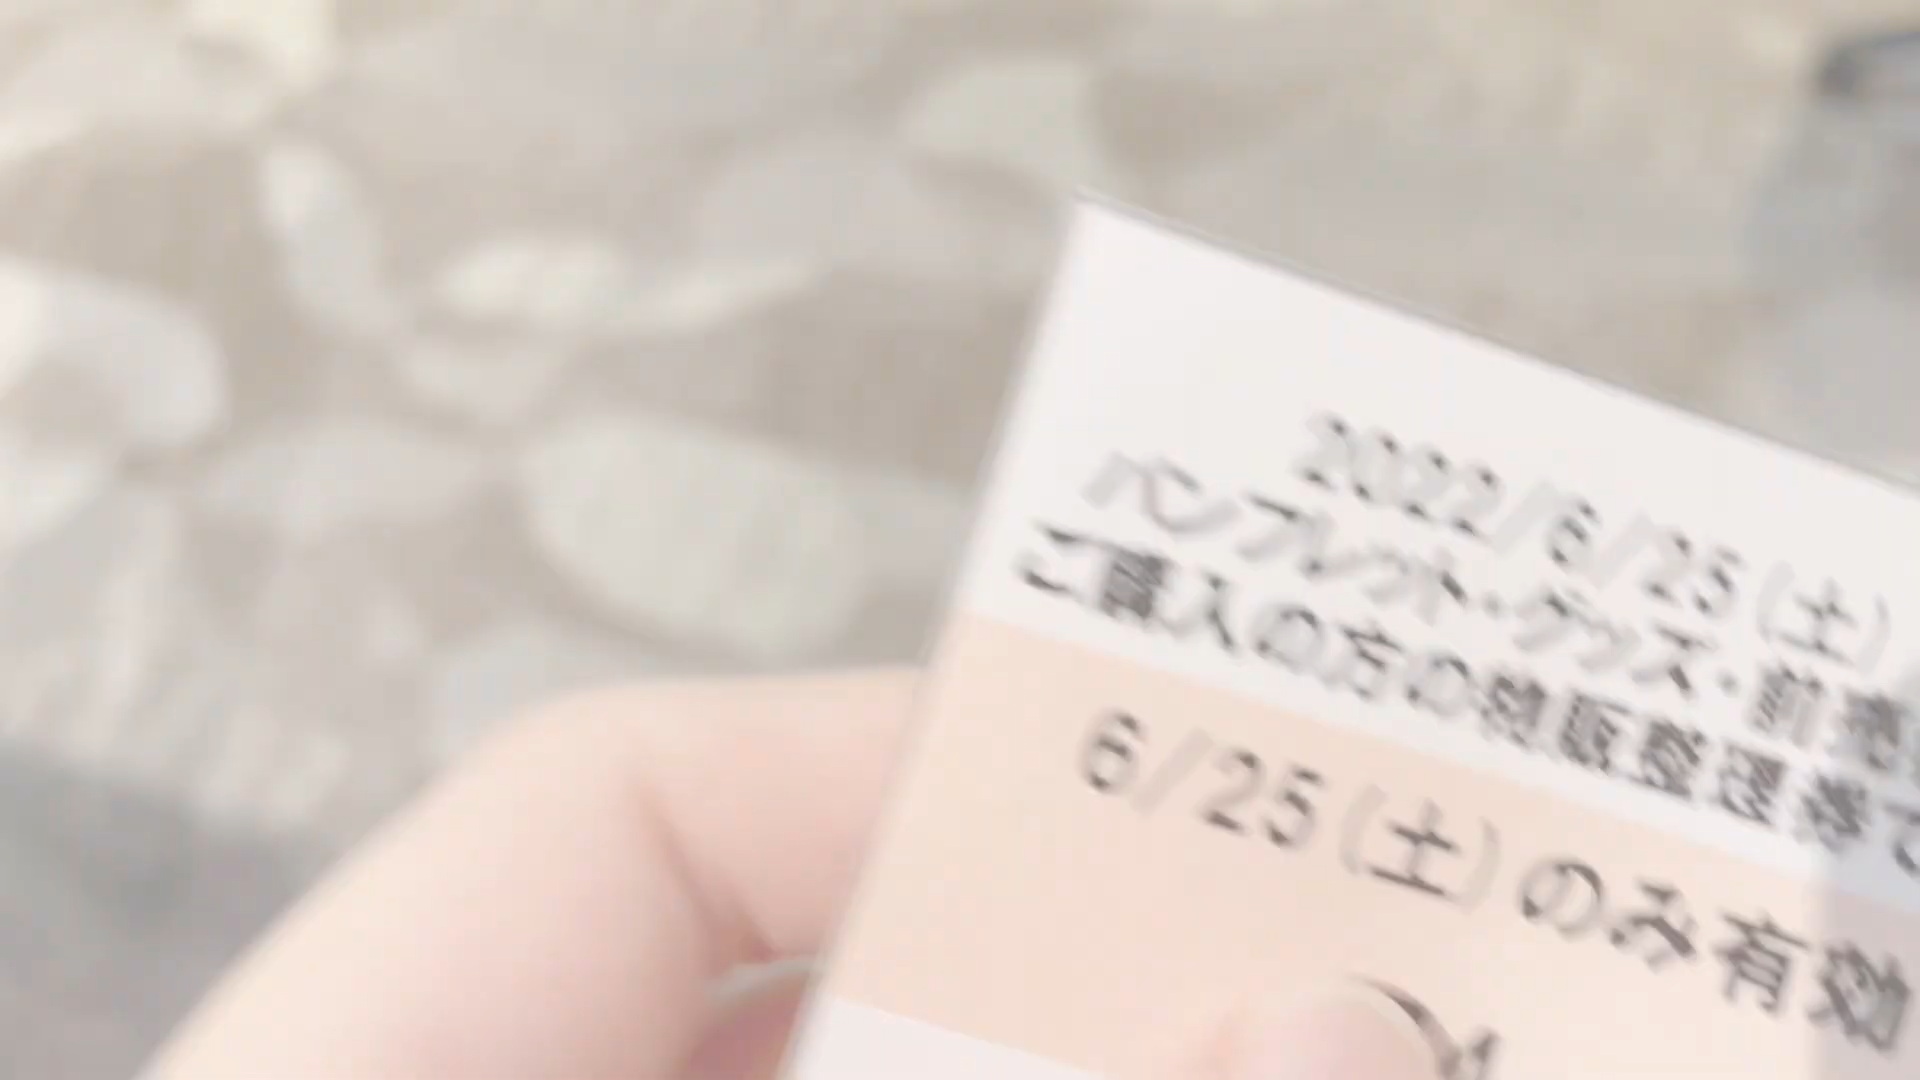 2022/6/25(土)
パンフレット・グッズ・前売
ご購入の方の物販整理券で
6/25(土)のみ有効